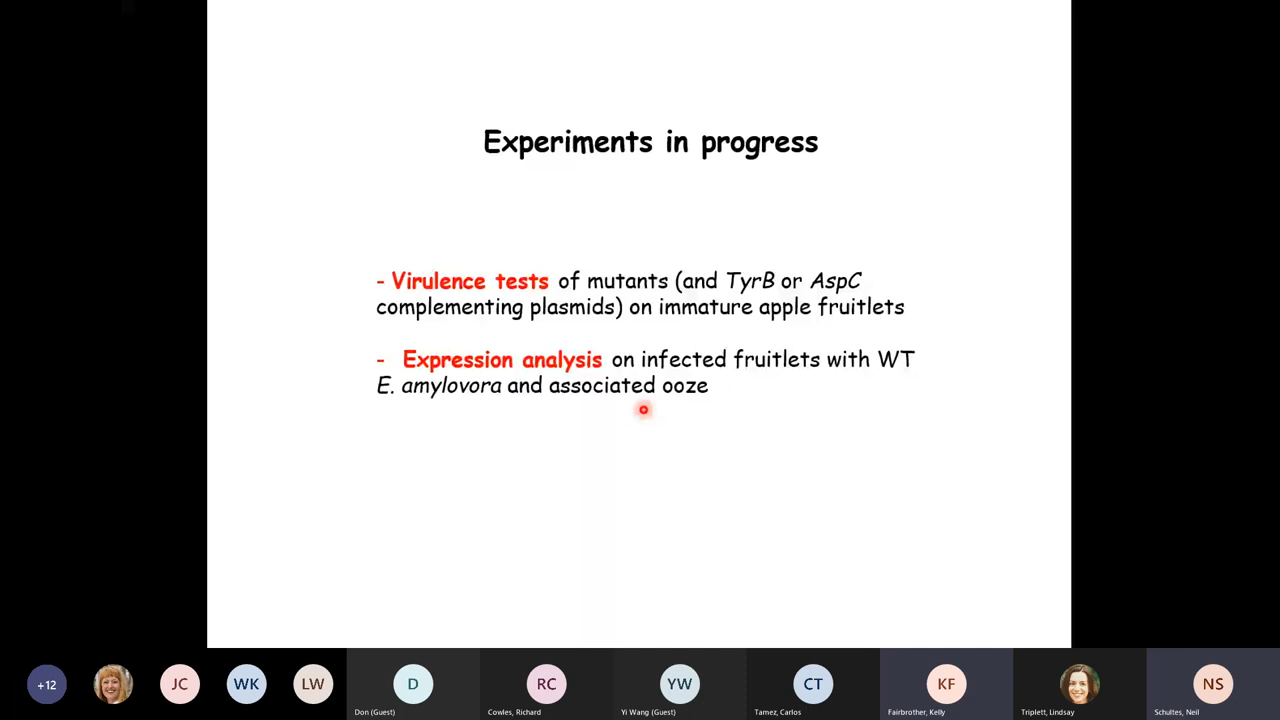 Experiments in progress
- Virulence tests of mutants (and TyrB or AspC
complementing plasmids) on immature apple fruitlets
- Expression analysis on infected fruitlets with WT
E. amylovora and associated ooze
+12
JC
WK
LW
D
RC
YW
CT
KF
NS
Don (Guest)
Cowles, Richard
Yi Wang (Guest)
Tamez, Carlos
Fairbrother, Kelly
Triplett, Lindsay
Schultes, Neil